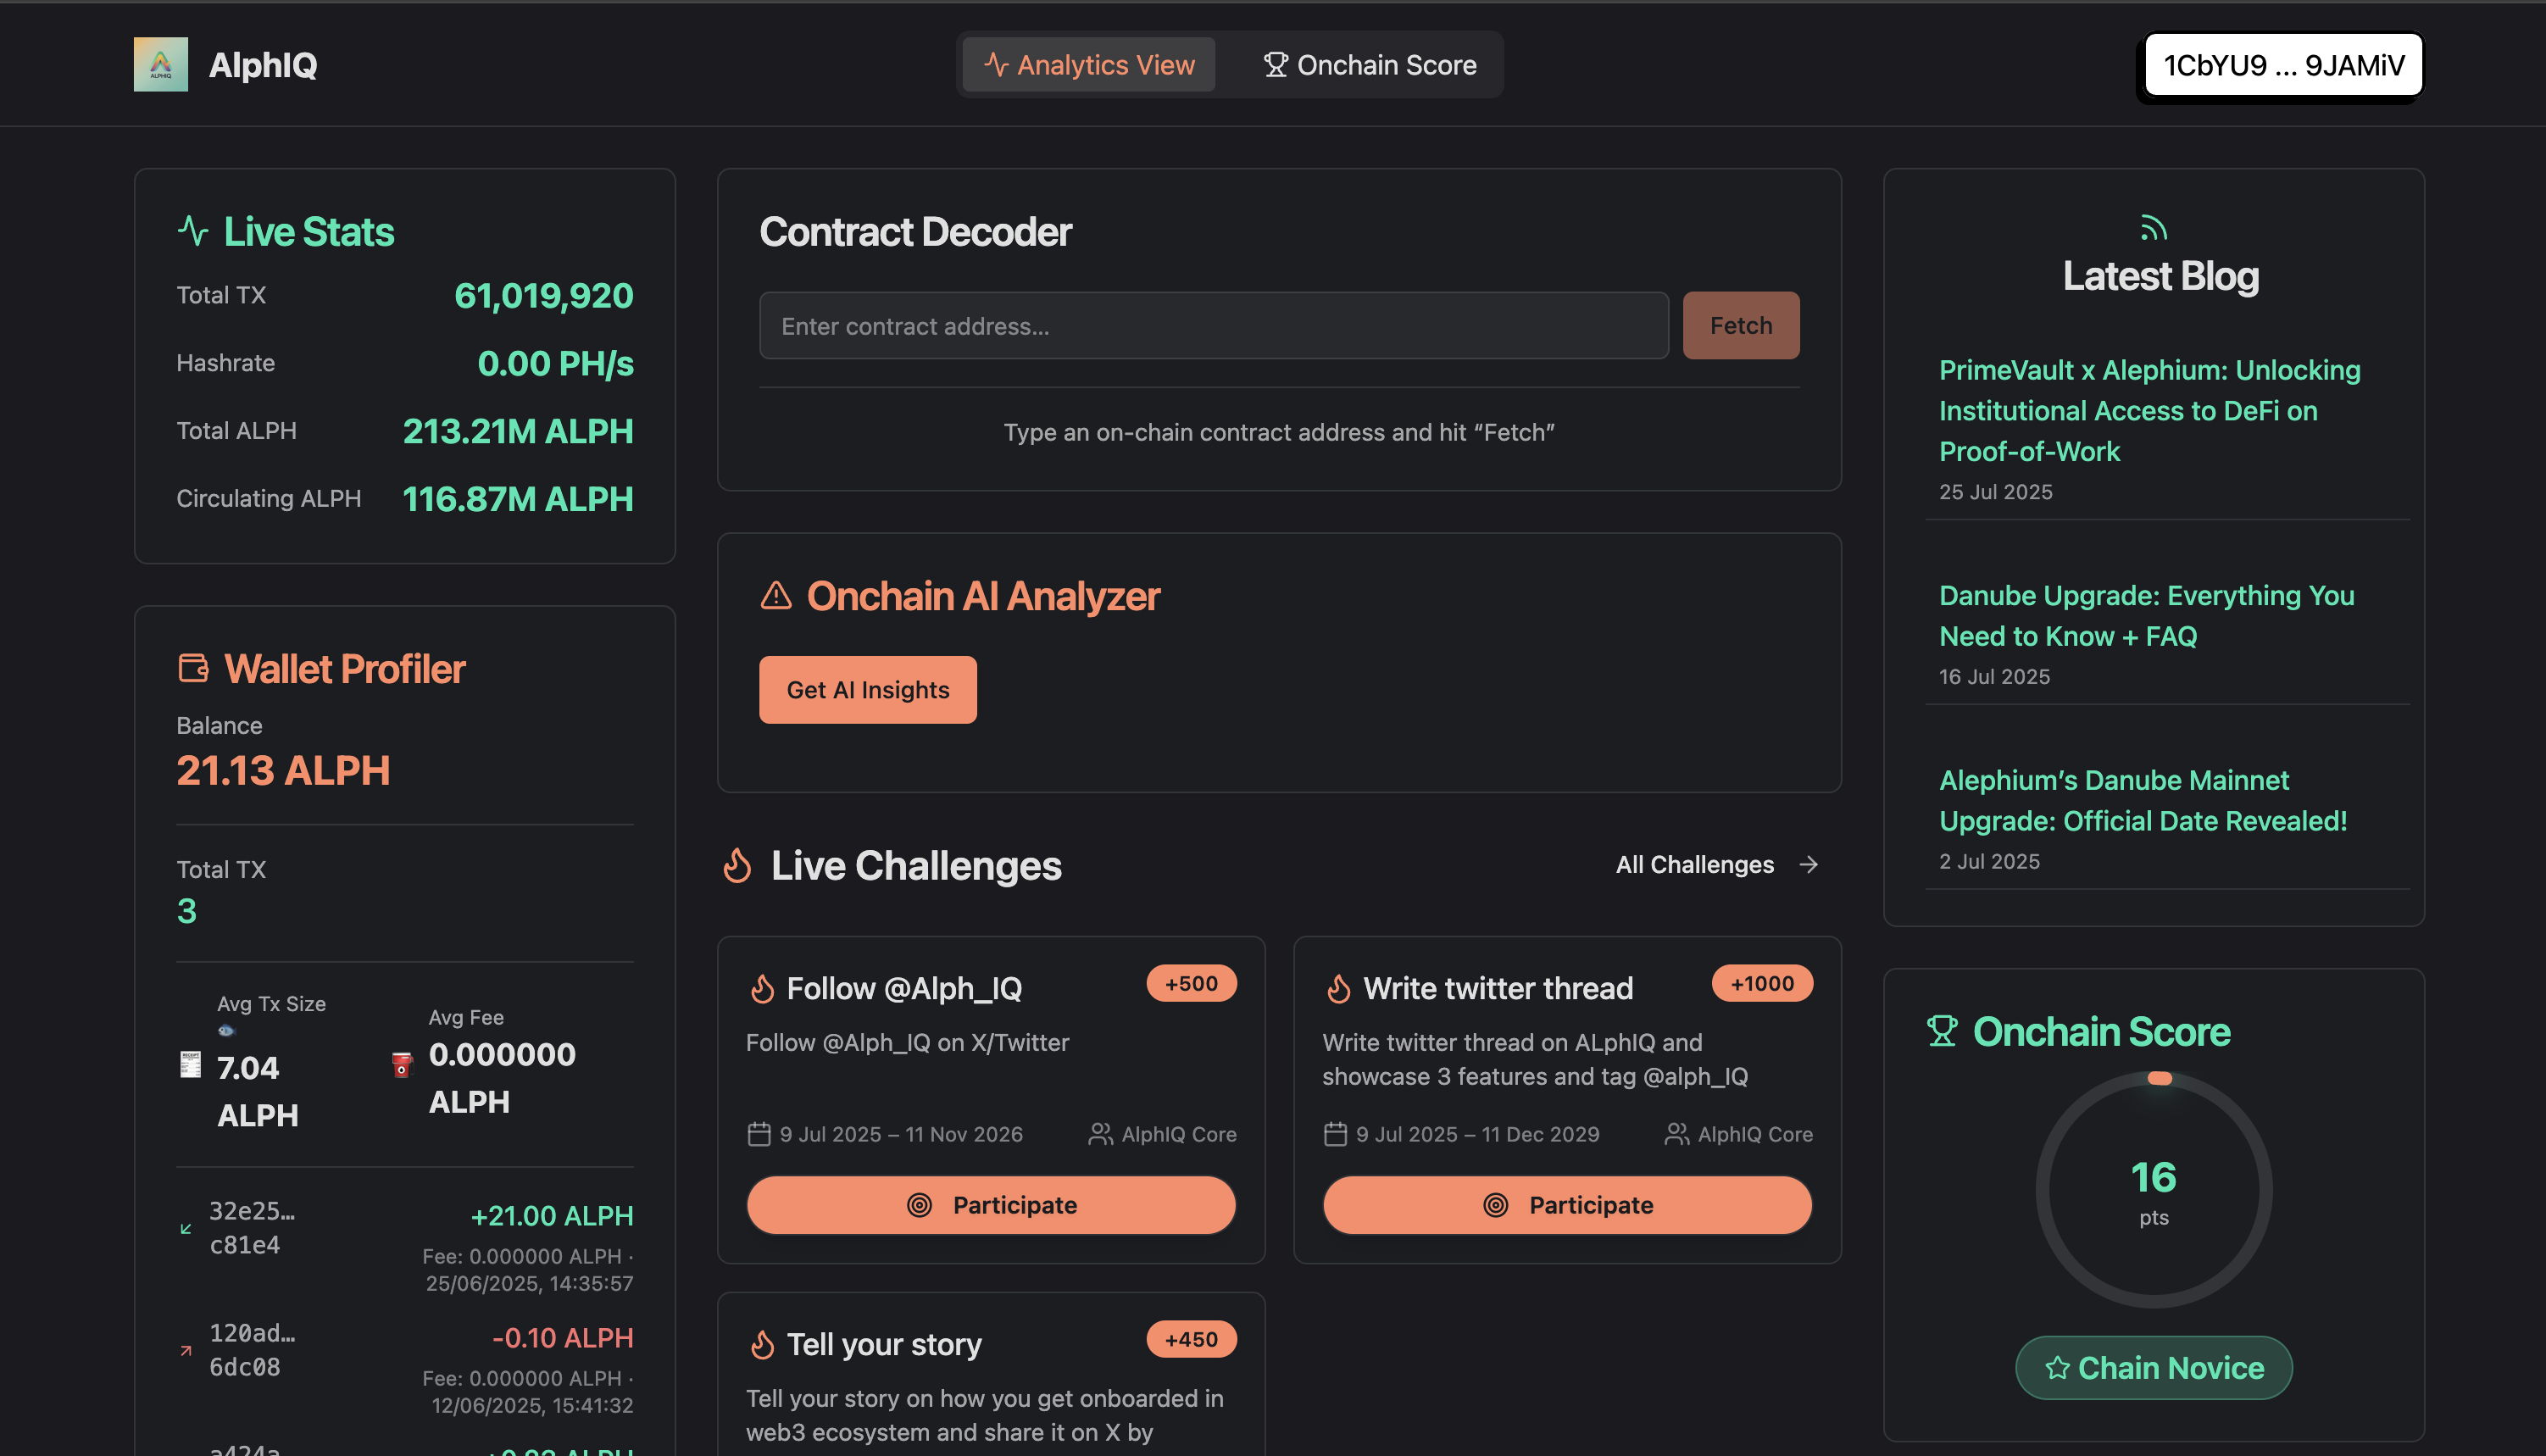 AlphIQ
Analytics View
Onchain Score
1CbYU9 ... 9JAMiV
Live Stats
Total TX 61,019,920
Hashrate 0.00 PH/s
Total ALPH 213.21M ALPH
Circulating ALPH 116.87M ALPH
Wallet Profiler
Balance
21.13 ALPH
Total TX
3
Avg Tx Size
7.04
ALPH
Avg Fee
0.000000
ALPH
32e25…
c81e4
+21.00 ALPH
Fee: 0.000000 ALPH ·
25/06/2025, 14:35:57
120ad…
6dc08
-0.10 ALPH
Fee: 0.000000 ALPH ·
12/06/2025, 15:41:32
Contract Decoder
Enter contract address...
Fetch
Type an on-chain contract address and hit “Fetch”
Onchain AI Analyzer
Get AI Insights
Live Challenges
All Challenges
Follow @Alph_IQ
+500
Follow @Alph_IQ on X/Twitter
9 Jul 2025 – 11 Nov 2026
AlphIQ Core
Participate
Write twitter thread
+1000
Write twitter thread on ALphIQ and
showcase 3 features and tag @alph_IQ
9 Jul 2025 – 11 Dec 2029
AlphIQ Core
Participate
Tell your story
+450
Tell your story on how you get onboarded in
web3 ecosystem and share it on X by
Latest Blog
PrimeVault x Alephium: Unlocking
Institutional Access to DeFi on
Proof-of-Work
25 Jul 2025
Danube Upgrade: Everything You
Need to Know + FAQ
16 Jul 2025
Alephium’s Danube Mainnet
Upgrade: Official Date Revealed!
2 Jul 2025
Onchain Score
16
pts
Chain Novice